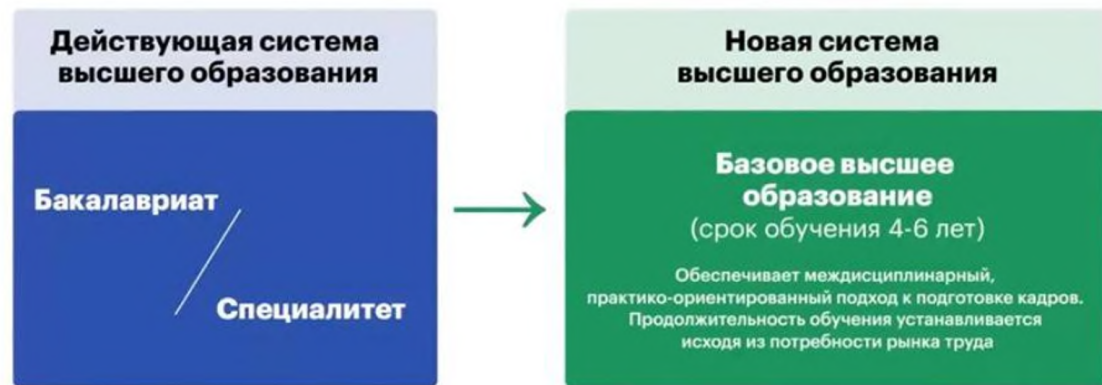 Действующая система
высшего образования
Бакалавриат
Специалитет
Новая система
высшего образования
Базовое высшее
образование
(срок обучения 4-6 лет)
Обеспечивает междисциплинарный,
практико-ориентированный подход к подготовке кадров.
Продолжительность обучения устанавливается
исходя из потребности рынка труда